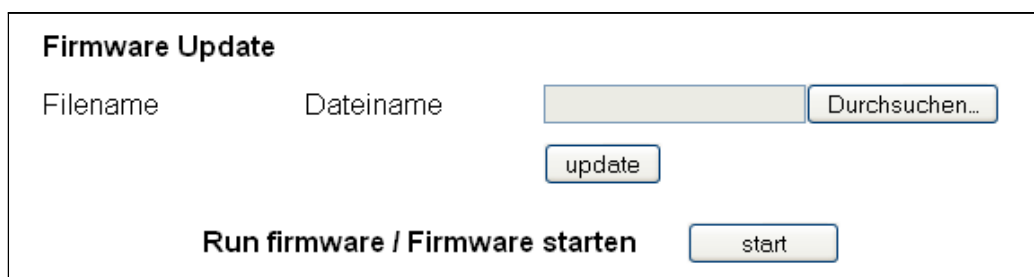 Firmware Update
Filename Dateiname Durchsuchen...
update
Run firmware / Firmware starten start